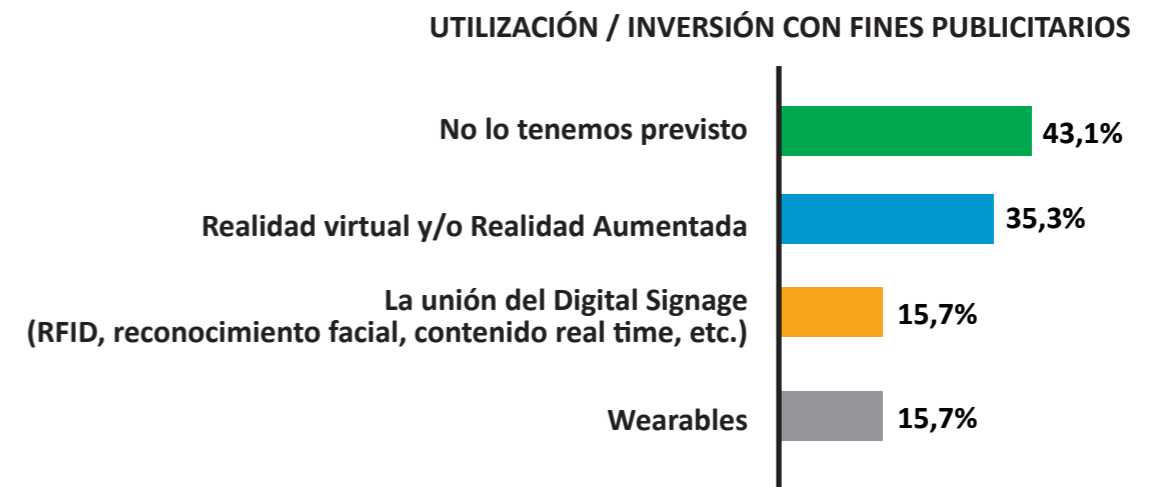 UTILIZACIÓN / INVERSIÓN CON FINES PUBLICITARIOS
No lo tenemos previsto
43,1%
Realidad virtual y/o Realidad Aumentada
35,3%
La unión del Digital Signage
(RFID, reconocimiento facial, contenido real time, etc.)
15,7%
Wearables
15,7%